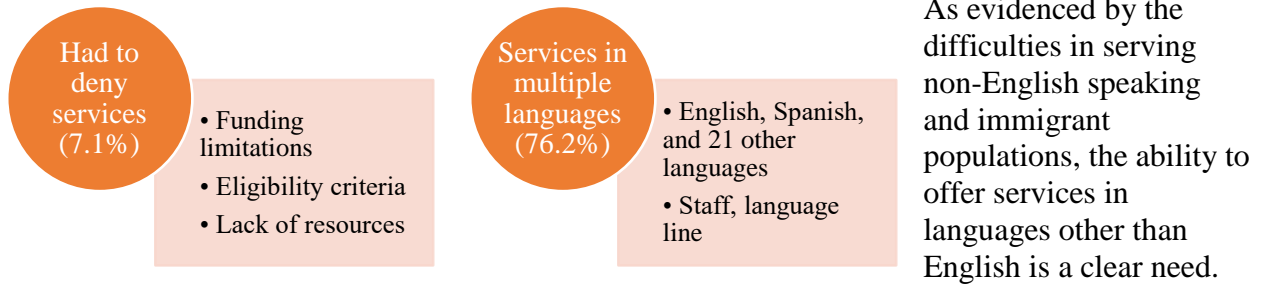 Had to
deny
services
(7.1%)
• Funding
limitations
• Eligibility criteria
• Lack of resources
Services in
multiple
languages
(76.2%)
• English, Spanish,
and 21 other
languages
• Staff, language
line
As evidenced by the
difficulties in serving
non-English speaking
and immigrant
populations, the ability to
offer services in
languages other than
English is a clear need.